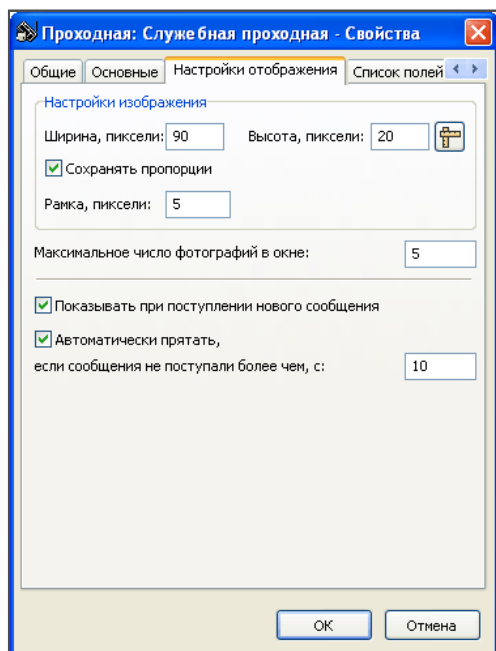 Проходная: Служебная проходная - Свойства
Общие Основные Настройки отображения Список полей
Настройки изображения
Ширина, пиксели: 90 Высота, пиксели: 20
Сохранять пропорции
Рамка, пиксели: 5
Максимальное число фотографий в окне: 5
Показывать при поступлении нового сообщения
Автоматически прятать,
если сообщения не поступали более чем, с: 10
ОК Отмена